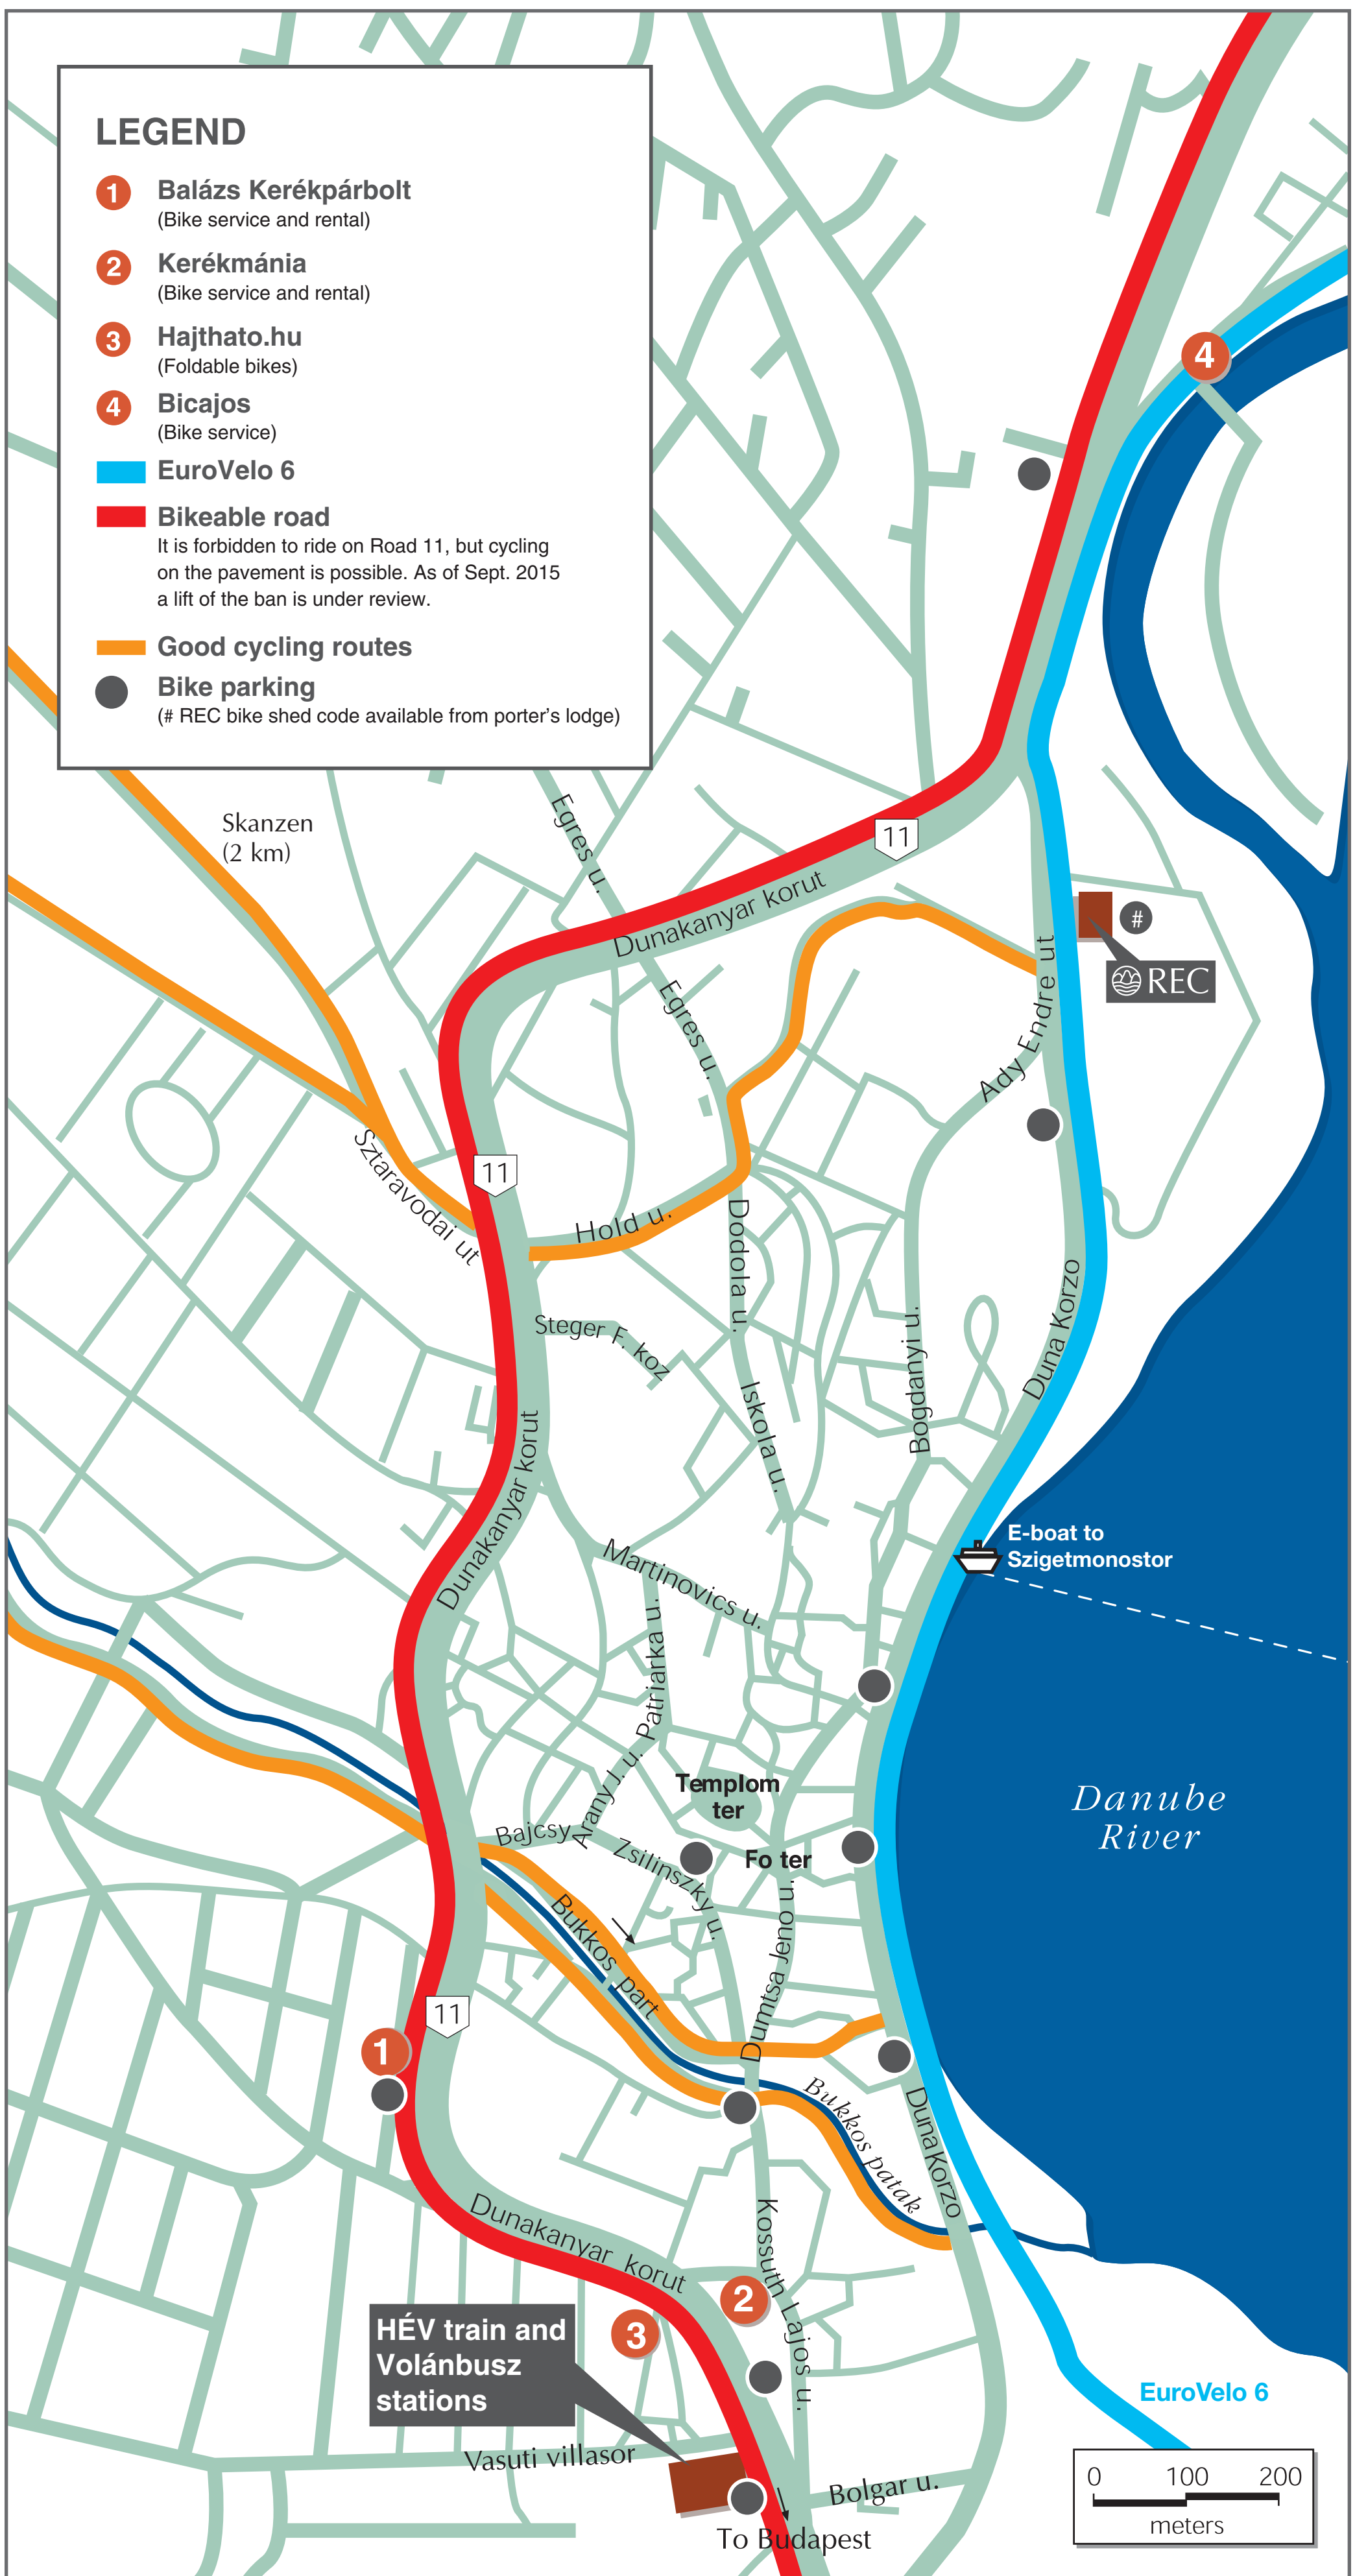 LEGEND
1 Balázs Kerékpárbolt
(Bike service and rental)
2 Kerékmánia
(Bike service and rental)
3 Hajthato.hu
(Foldable bikes)
4 Bicajos
(Bike service)
EuroVelo 6
Bikeable road
It is forbidden to ride on Road 11, but cycling
on the pavement is possible. As of Sept. 2015
a lift of the ban is under review.
Good cycling routes
Bike parking
(# REC bike shed code available from porter's lodge)
4
Skanzen
(2 km)
Egres u.
11
Dunakanyar korut
#
REC
Egres u.
Ady Endre ut
Sztaravodai ut
11
Hold u.
Dodola u.
Steger F. koz
Duna Korzo
Bogdanyi u.
Iskola u.
Dunakanyar korut
E-boat to
Szigetmonostor
Martinovics u.
Patriarka u.
Arany J. u.
Templom
ter
Danube
River
Bajcsy
Zsilinszky u.
Fo ter
Bukkos part
Dumtsa Jeno u.
11
1
Bukkos patak
Duna Korzo
Dunakanyar korut
Kossuth Lajos u.
2
3
HÉV train and
Volánbusz
stations
EuroVelo 6
Vasuti villasor
Bolgar u.
To Budapest
0 100 200
meters